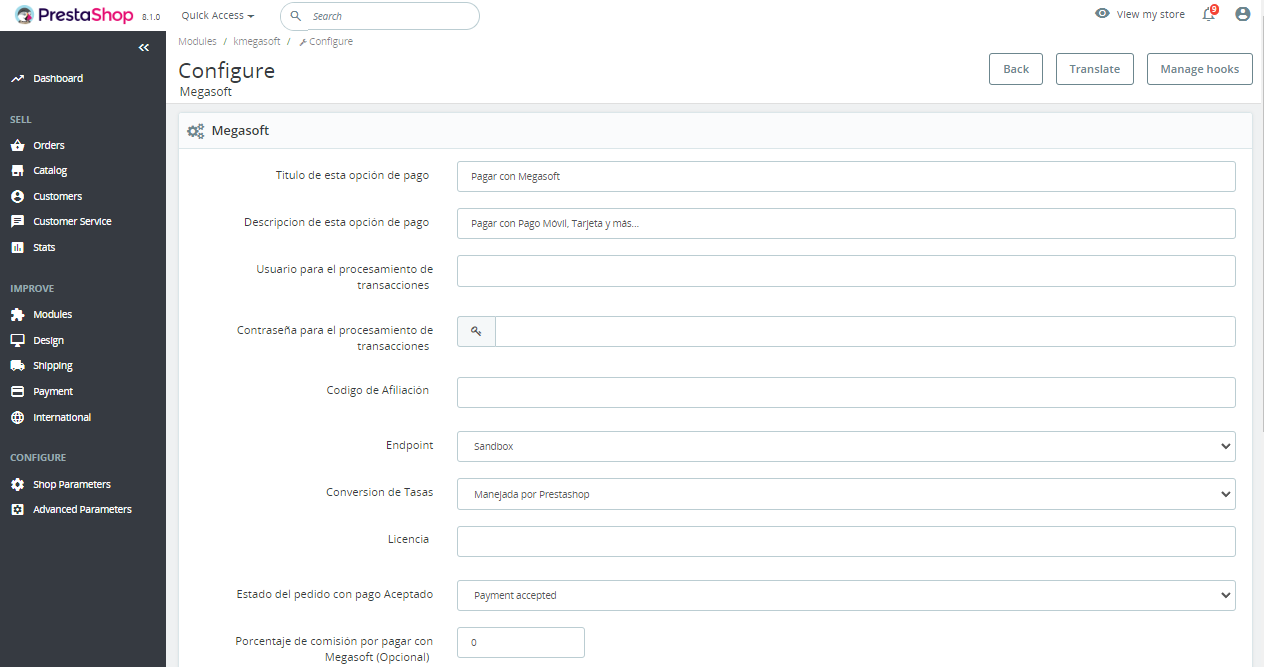 PrestaShop 8.1.0 Quick Access Search View my store 9
Modules / kmegasoft / Configure
Configure
Megasoft
Back Translate Manage hooks
Dashboard
SELL
Orders
Catalog
Customers
Customer Service
Stats
IMPROVE
Modules
Design
Shipping
Payment
International
CONFIGURE
Shop Parameters
Advanced Parameters
Megasoft
Titulo de esta opción de pago Pagar con Megasoft
Descripcion de esta opción de pago Pagar con Pago Móvil, Tarjeta y más...
Usuario para el procesamiento de
transacciones
Contraseña para el procesamiento de
transacciones
Codigo de Afiliación
Endpoint Sandbox
Conversion de Tasas Manejada por Prestashop
Licencia
Estado del pedido con pago Aceptado Payment accepted
Porcentaje de comisión por pagar con
Megasoft (Opcional) 0